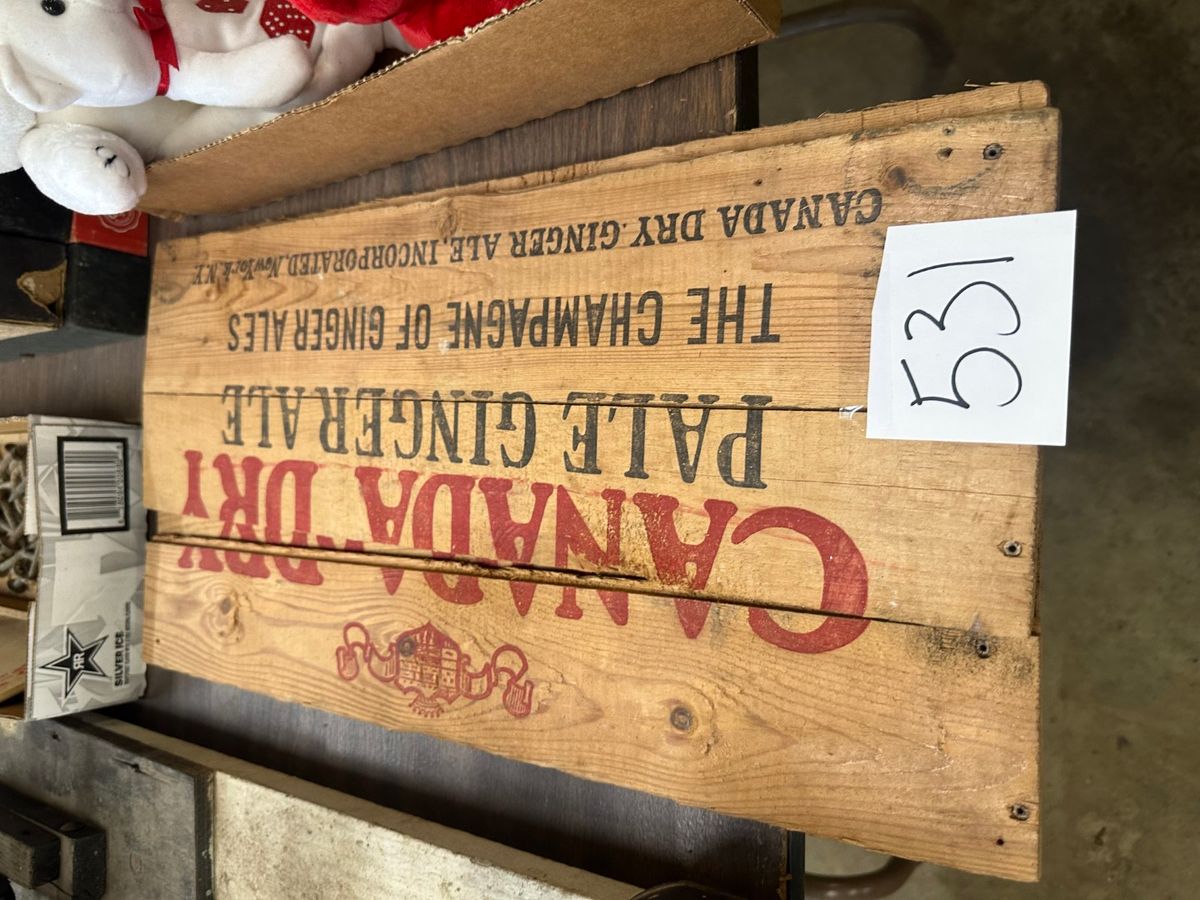 CANADA DRY
PALE GINGER ALE
THE CHAMPAGNE OF GINGER ALES
CANADA DRY GINGER ALE, INCORPORATED, New York, N.Y.
531
R R
SILVER ICE